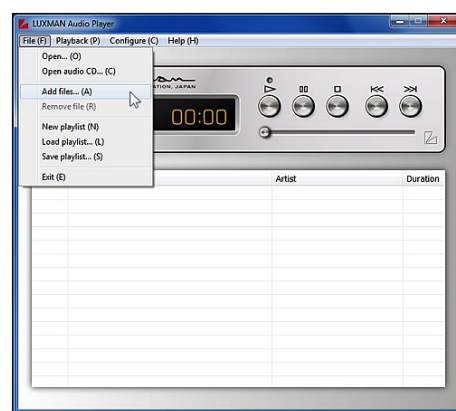 LUXMAN Audio Player
File (F) Playback (P) Configure (C) Help (H)
Open... (O)
Open audio CD... (C)
Add files... (A)
Remove file (R)
New playlist (N)
Load playlist... (L)
Save playlist... (S)
Exit (E)
JAPAN
00:00
Artist Duration